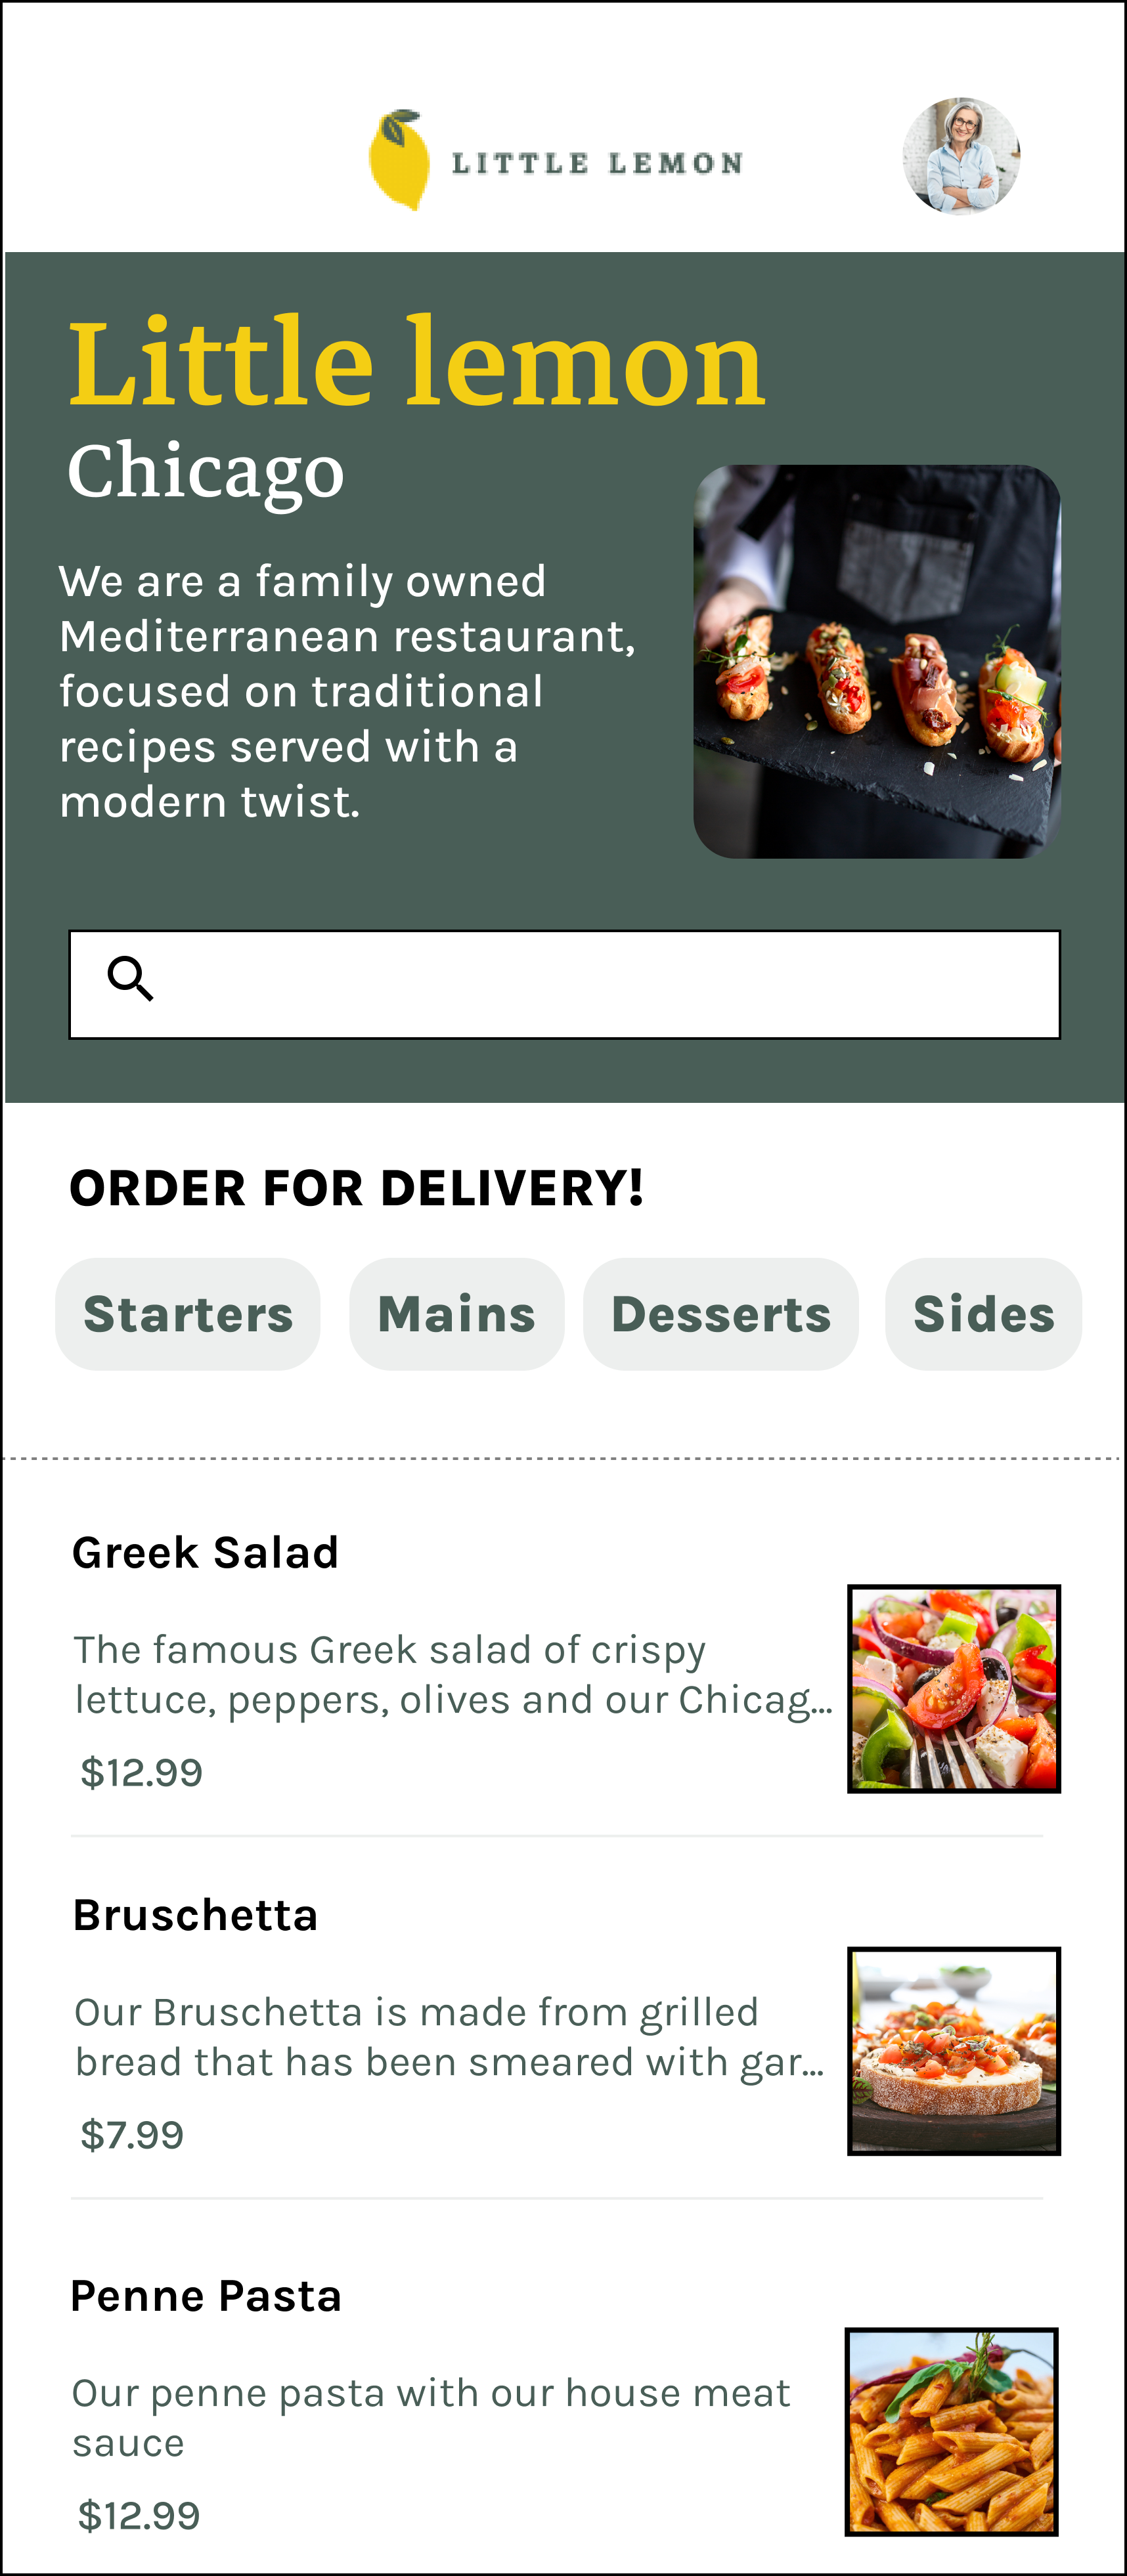 LITTLE LEMON
Little lemon
Chicago
We are a family owned
Mediterranean restaurant,
focused on traditional
recipes served with a
modern twist.
ORDER FOR DELIVERY!
Starters Mains Desserts Sides
Greek Salad
The famous Greek salad of crispy
lettuce, peppers, olives and our Chicag...
$12.99
Bruschetta
Our Bruschetta is made from grilled
bread that has been smeared with gar...
$7.99
Penne Pasta
Our penne pasta with our house meat
sauce
$12.99